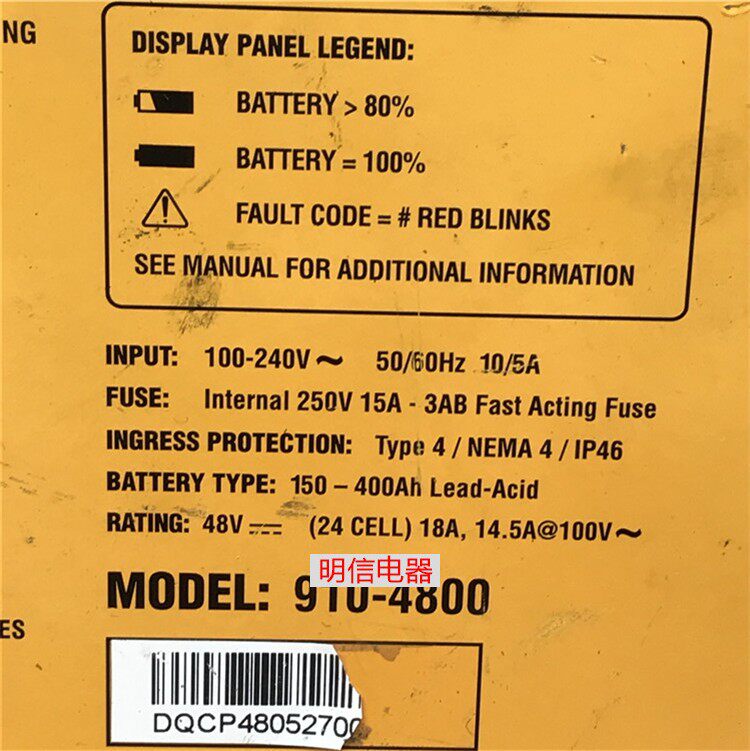 NG
DISPLAY PANEL LEGEND:
BATTERY > 80%
BATTERY = 100%
FAULT CODE = # RED BLINKS
SEE MANUAL FOR ADDITIONAL INFORMATION
INPUT: 100-240V ~ 50/60Hz 10/5A
FUSE: Internal 250V 15A - 3AB Fast Acting Fuse
INGRESS PROTECTION: Type 4 / NEMA 4 / IP46
BATTERY TYPE: 150 – 400Ah Lead-Acid
RATING: 48V ⎓ (24 CELL) 18A, 14.5A@100V ~
明信电器
MODEL: 910-4800
ES
DQCP4805270